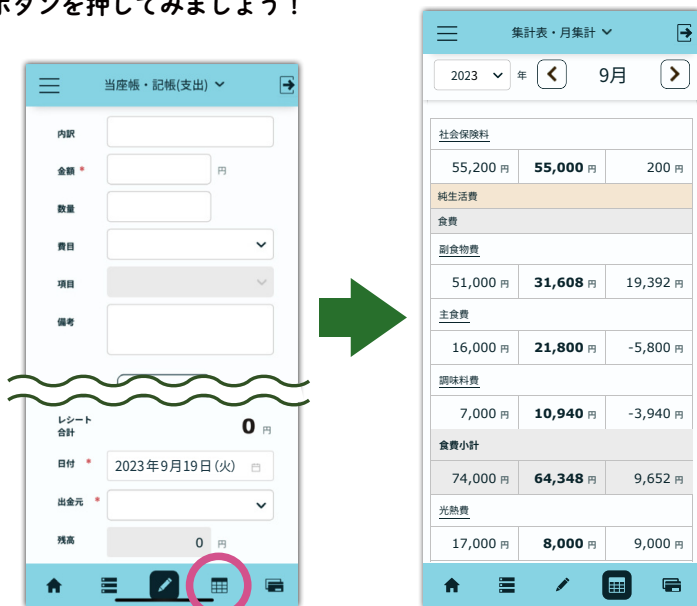 ボタンを押してみましょう！
当座帳・記帳(支出)
内訳
金額 *
円
数量
費目
項目
備考
レシート
合計
0 円
日付 *
2023年9月19日(火)
出金元 *
残高
0 円
集計表・月集計
2023 年
9月
社会保険料
55,200 円 55,000 円 200 円
純生活費
食費
副食物費
51,000 円 31,608 円 19,392 円
主食費
16,000 円 21,800 円 -5,800 円
調味料費
7,000 円 10,940 円 -3,940 円
食費小計
74,000 円 64,348 円 9,652 円
光熱費
17,000 円 8,000 円 9,000 円